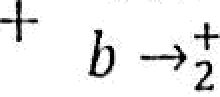 + b →₂⁺